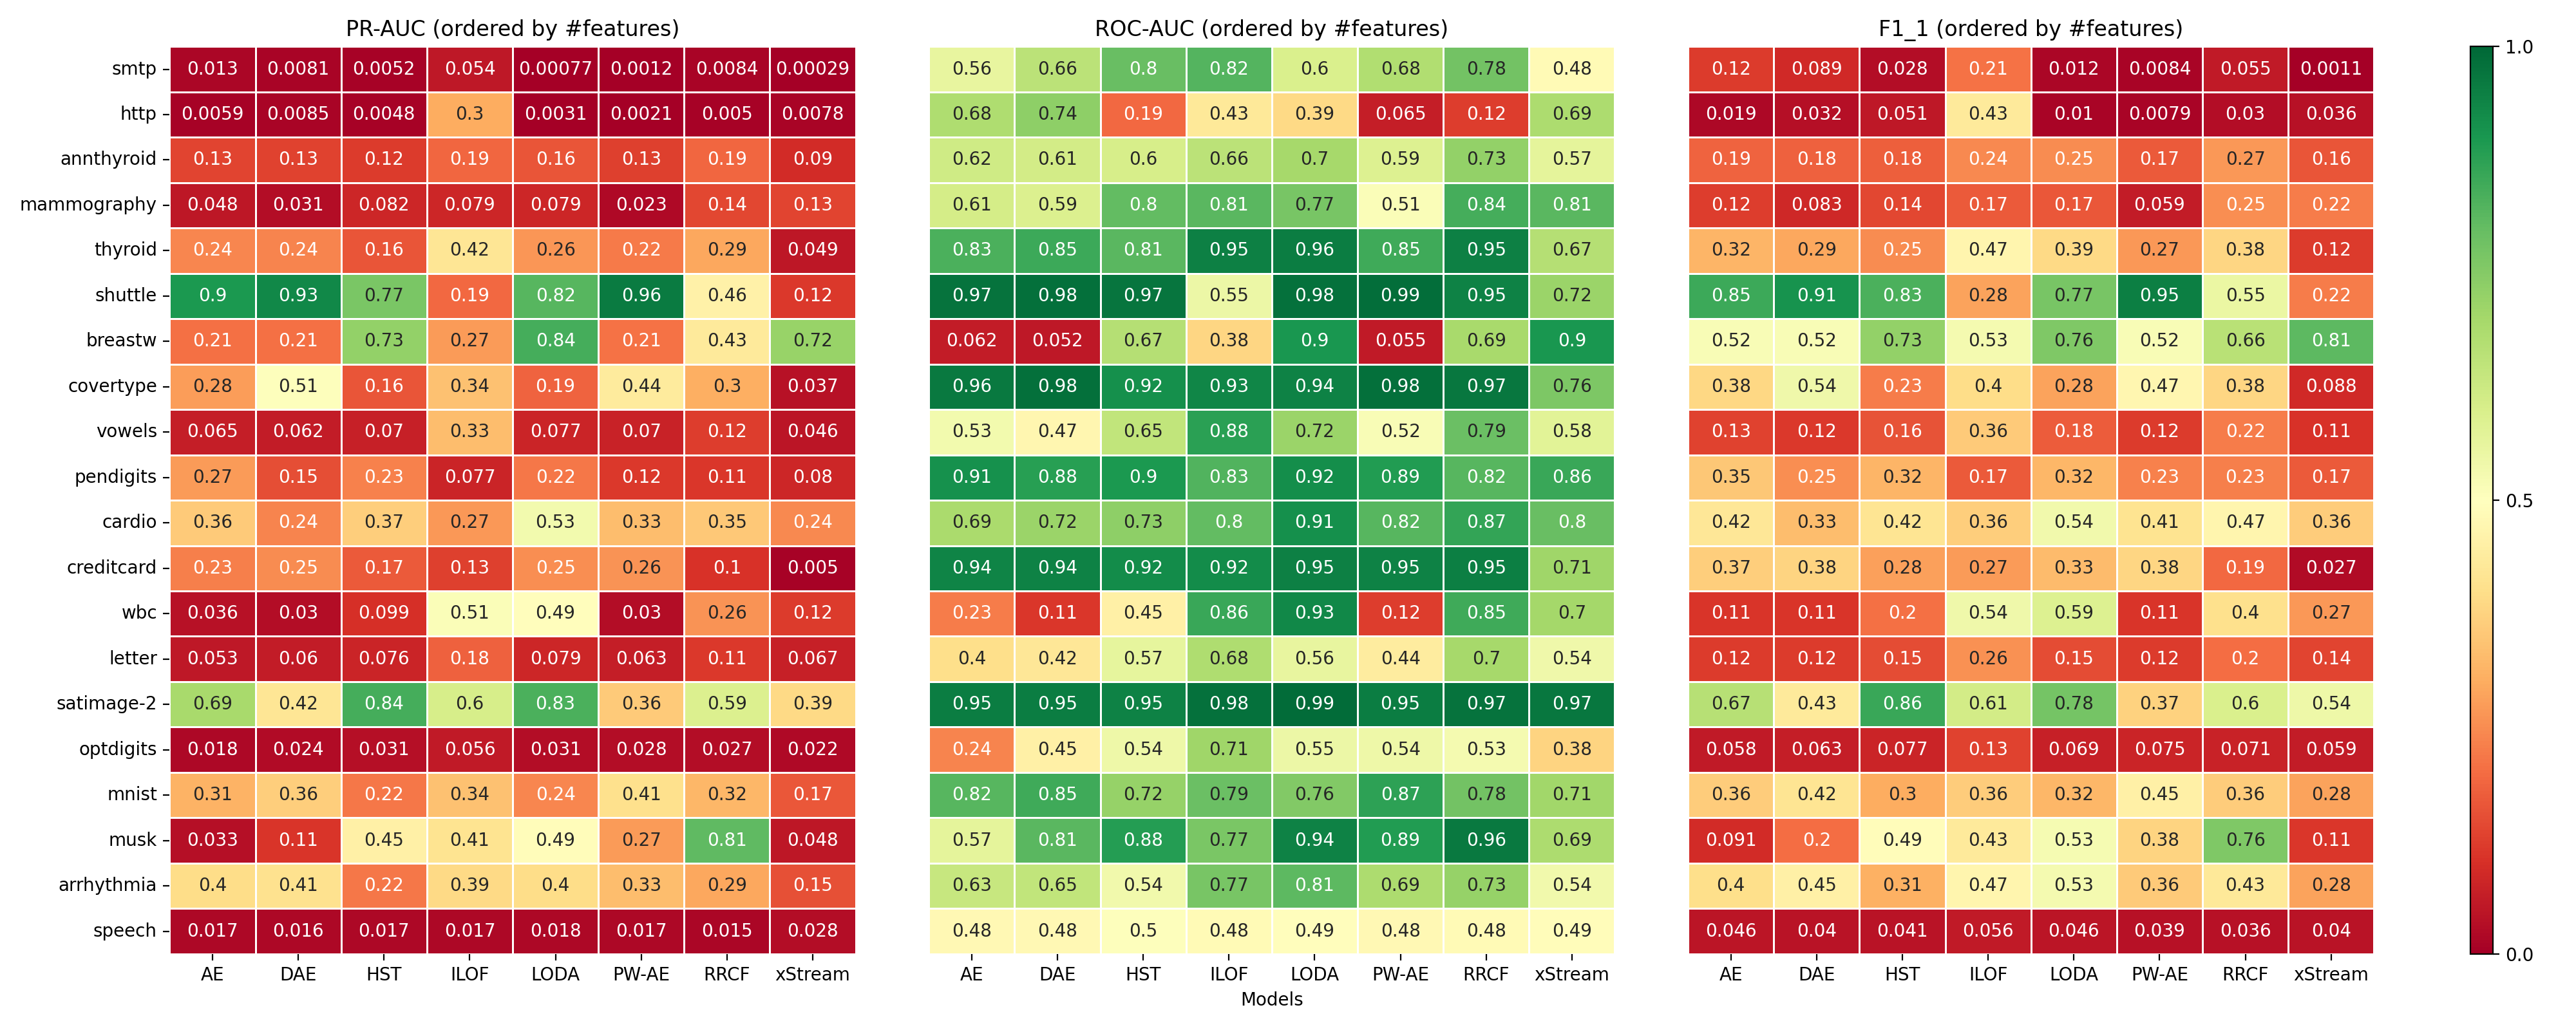 PR-AUC (ordered by #features) ROC-AUC (ordered by #features) F1_1 (ordered by #features)
1.0
smtp 0.013 0.0081 0.0052 0.054 0.00077 0.0012 0.0084 0.00029 0.56 0.66 0.8 0.82 0.6 0.68 0.78 0.48 0.12 0.089 0.028 0.21 0.012 0.0084 0.055 0.0011
http 0.0059 0.0085 0.0048 0.3 0.0031 0.0021 0.005 0.0078 0.68 0.74 0.19 0.43 0.39 0.065 0.12 0.69 0.019 0.032 0.051 0.43 0.01 0.0079 0.03 0.036
annthyroid 0.13 0.13 0.12 0.19 0.16 0.13 0.19 0.09 0.62 0.61 0.6 0.66 0.7 0.59 0.73 0.57 0.19 0.18 0.18 0.24 0.25 0.17 0.27 0.16
mammography 0.048 0.031 0.082 0.079 0.079 0.023 0.14 0.13 0.61 0.59 0.8 0.81 0.77 0.51 0.84 0.81 0.12 0.083 0.14 0.17 0.17 0.059 0.25 0.22
thyroid 0.24 0.24 0.16 0.42 0.26 0.22 0.29 0.049 0.83 0.85 0.81 0.95 0.96 0.85 0.95 0.67 0.32 0.29 0.25 0.47 0.39 0.27 0.38 0.12
shuttle 0.9 0.93 0.77 0.19 0.82 0.96 0.46 0.12 0.97 0.98 0.97 0.55 0.98 0.99 0.95 0.72 0.85 0.91 0.83 0.28 0.77 0.95 0.55 0.22
breastw 0.21 0.21 0.73 0.27 0.84 0.21 0.43 0.72 0.062 0.052 0.67 0.38 0.9 0.055 0.69 0.9 0.52 0.52 0.73 0.53 0.76 0.52 0.66 0.81
covertype 0.28 0.51 0.16 0.34 0.19 0.44 0.3 0.037 0.96 0.98 0.92 0.93 0.94 0.98 0.97 0.76 0.38 0.54 0.23 0.4 0.28 0.47 0.38 0.088
vowels 0.065 0.062 0.07 0.33 0.077 0.07 0.12 0.046 0.53 0.47 0.65 0.88 0.72 0.52 0.79 0.58 0.13 0.12 0.16 0.36 0.18 0.12 0.22 0.11
pendigits 0.27 0.15 0.23 0.077 0.22 0.12 0.11 0.08 0.91 0.88 0.9 0.83 0.92 0.89 0.82 0.86 0.35 0.25 0.32 0.17 0.32 0.23 0.23 0.17
0.5
cardio 0.36 0.24 0.37 0.27 0.53 0.33 0.35 0.24 0.69 0.72 0.73 0.8 0.91 0.82 0.87 0.8 0.42 0.33 0.42 0.36 0.54 0.41 0.47 0.36
creditcard 0.23 0.25 0.17 0.13 0.25 0.26 0.1 0.005 0.94 0.94 0.92 0.92 0.95 0.95 0.95 0.71 0.37 0.38 0.28 0.27 0.33 0.38 0.19 0.027
wbc 0.036 0.03 0.099 0.51 0.49 0.03 0.26 0.12 0.23 0.11 0.45 0.86 0.93 0.12 0.85 0.7 0.11 0.11 0.2 0.54 0.59 0.11 0.4 0.27
letter 0.053 0.06 0.076 0.18 0.079 0.063 0.11 0.067 0.4 0.42 0.57 0.68 0.56 0.44 0.7 0.54 0.12 0.12 0.15 0.26 0.15 0.12 0.2 0.14
satimage-2 0.69 0.42 0.84 0.6 0.83 0.36 0.59 0.39 0.95 0.95 0.95 0.98 0.99 0.95 0.97 0.97 0.67 0.43 0.86 0.61 0.78 0.37 0.6 0.54
optdigits 0.018 0.024 0.031 0.056 0.031 0.028 0.027 0.022 0.24 0.45 0.54 0.71 0.55 0.54 0.53 0.38 0.058 0.063 0.077 0.13 0.069 0.075 0.071 0.059
mnist 0.31 0.36 0.22 0.34 0.24 0.41 0.32 0.17 0.82 0.85 0.72 0.79 0.76 0.87 0.78 0.71 0.36 0.42 0.3 0.36 0.32 0.45 0.36 0.28
musk 0.033 0.11 0.45 0.41 0.49 0.27 0.81 0.048 0.57 0.81 0.88 0.77 0.94 0.89 0.96 0.69 0.091 0.2 0.49 0.43 0.53 0.38 0.76 0.11
arrhythmia 0.4 0.41 0.22 0.39 0.4 0.33 0.29 0.15 0.63 0.65 0.54 0.77 0.81 0.69 0.73 0.54 0.4 0.45 0.31 0.47 0.53 0.36 0.43 0.28
speech 0.017 0.016 0.017 0.017 0.018 0.017 0.015 0.028 0.48 0.48 0.5 0.48 0.49 0.48 0.48 0.49 0.046 0.04 0.041 0.056 0.046 0.039 0.036 0.04
0.0
AE DAE HST ILOF LODA PW-AE RRCF xStream AE DAE HST ILOF LODA PW-AE RRCF xStream AE DAE HST ILOF LODA PW-AE RRCF xStream
Models